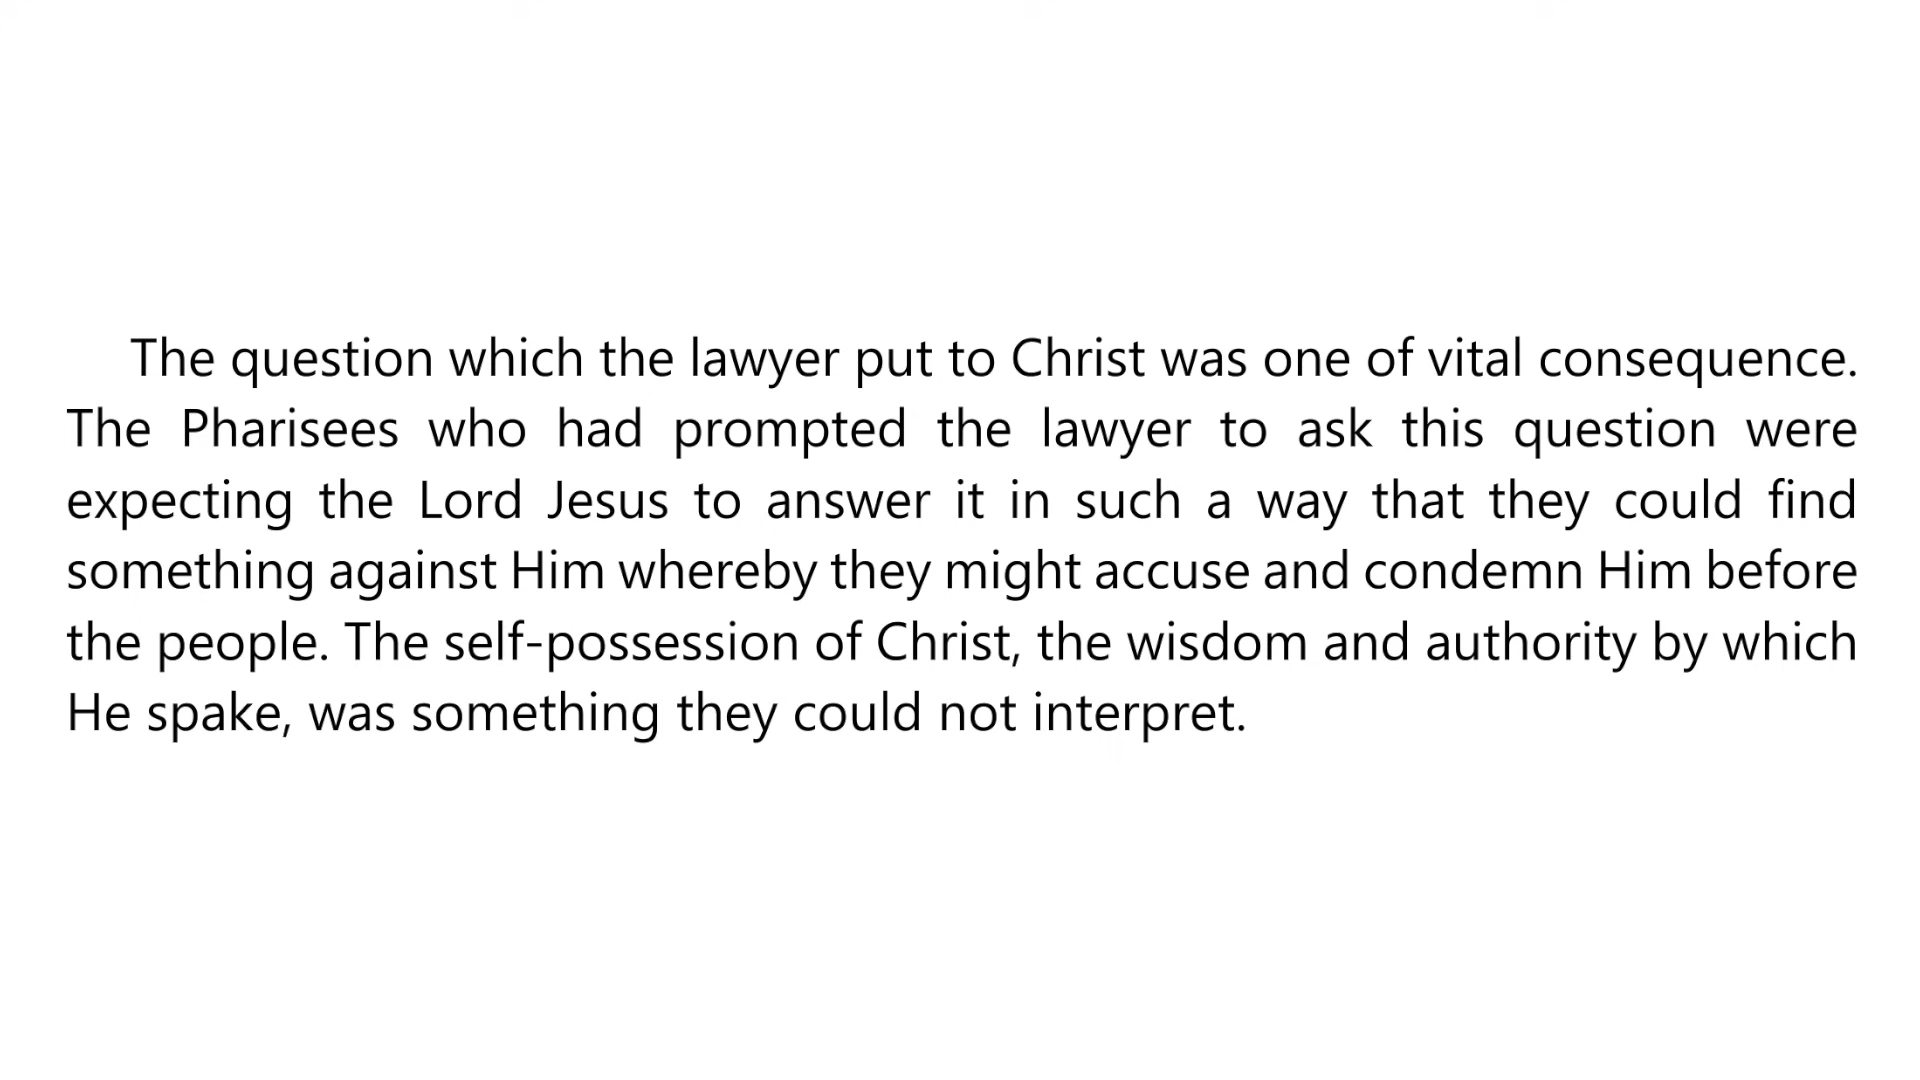 The question which the lawyer put to Christ was one of vital consequence.
The Pharisees who had prompted the lawyer to ask this question were
expecting the Lord Jesus to answer it in such a way that they could find
something against Him whereby they might accuse and condemn Him before
the people. The self-possession of Christ, the wisdom and authority by which
He spake, was something they could not interpret.